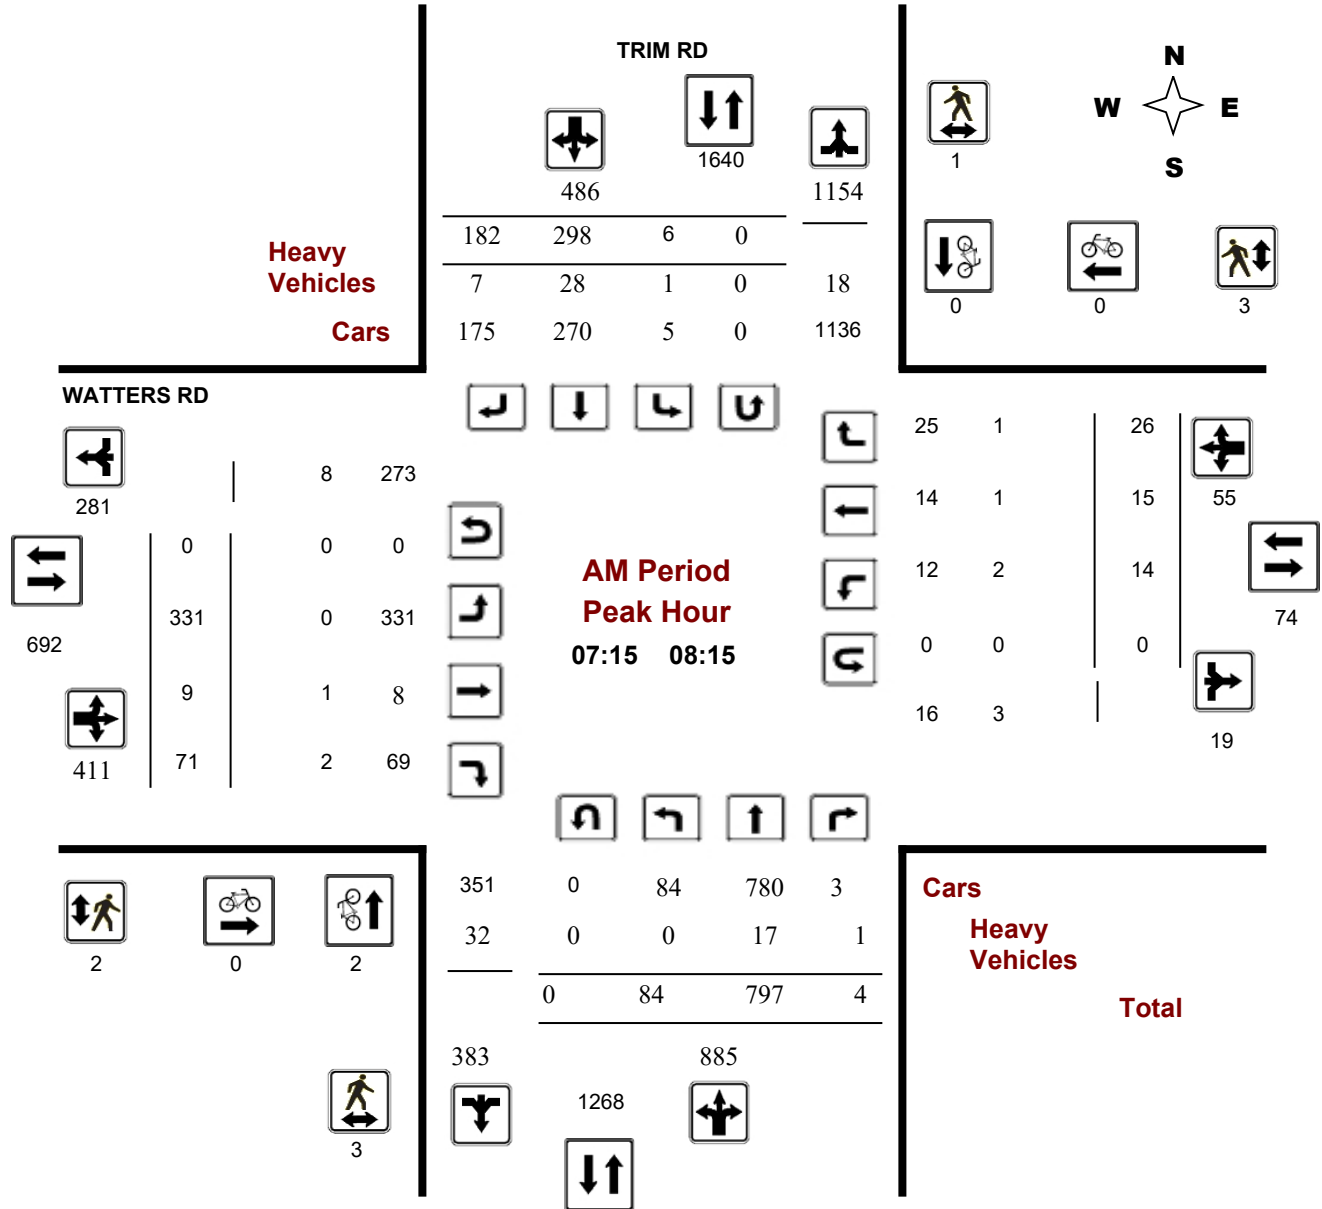 TRIM RD
N
W E
S
1640
486
1154
1
182 298 6 0
Heavy
Vehicles
7 28 1 0 18
0 0 3
Cars
175 270 5 0 1136
WATTERS RD
25 1 26
8 273
281
14 1 15 55
0 0 0
AM Period
12 2 14
Peak Hour
331 0 331
74
692
07:15 08:15
0 0 0
9 1 8
16 3
19
411 71 2 69
351 0 84 780 3
Cars
32 0 0 17 1
Heavy
Vehicles
2 0 2
0 84 797 4
Total
383 885
1268
3